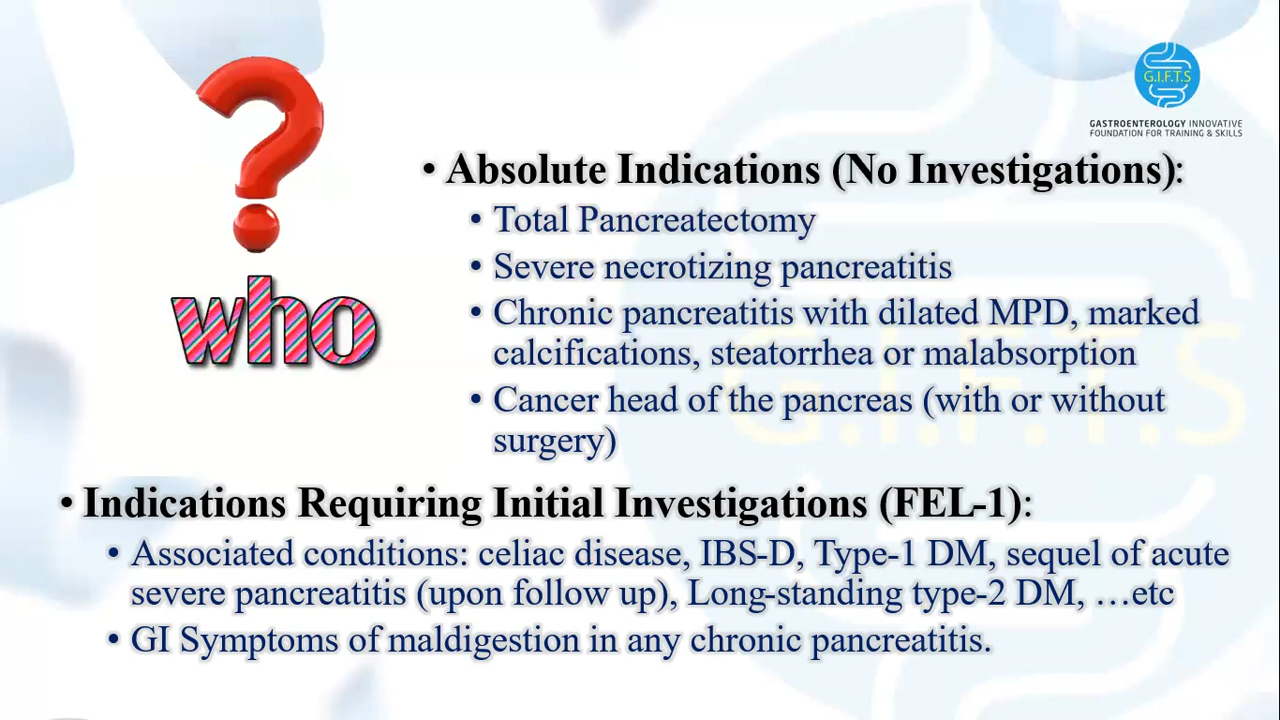 G.I.F.T.S
GASTROENTEROLOGY INNOVATIVE
FOUNDATION FOR TRAINING & SKILLS
who
• Absolute Indications (No Investigations):
• Total Pancreatectomy
• Severe necrotizing pancreatitis
• Chronic pancreatitis with dilated MPD, marked
calcifications, steatorrhea or malabsorption
• Cancer head of the pancreas (with or without
surgery)
• Indications Requiring Initial Investigations (FEL-1):
• Associated conditions: celiac disease, IBS-D, Type-1 DM, sequel of acute
severe pancreatitis (upon follow up), Long-standing type-2 DM, …etc
• GI Symptoms of maldigestion in any chronic pancreatitis.
G.I.F.T.S